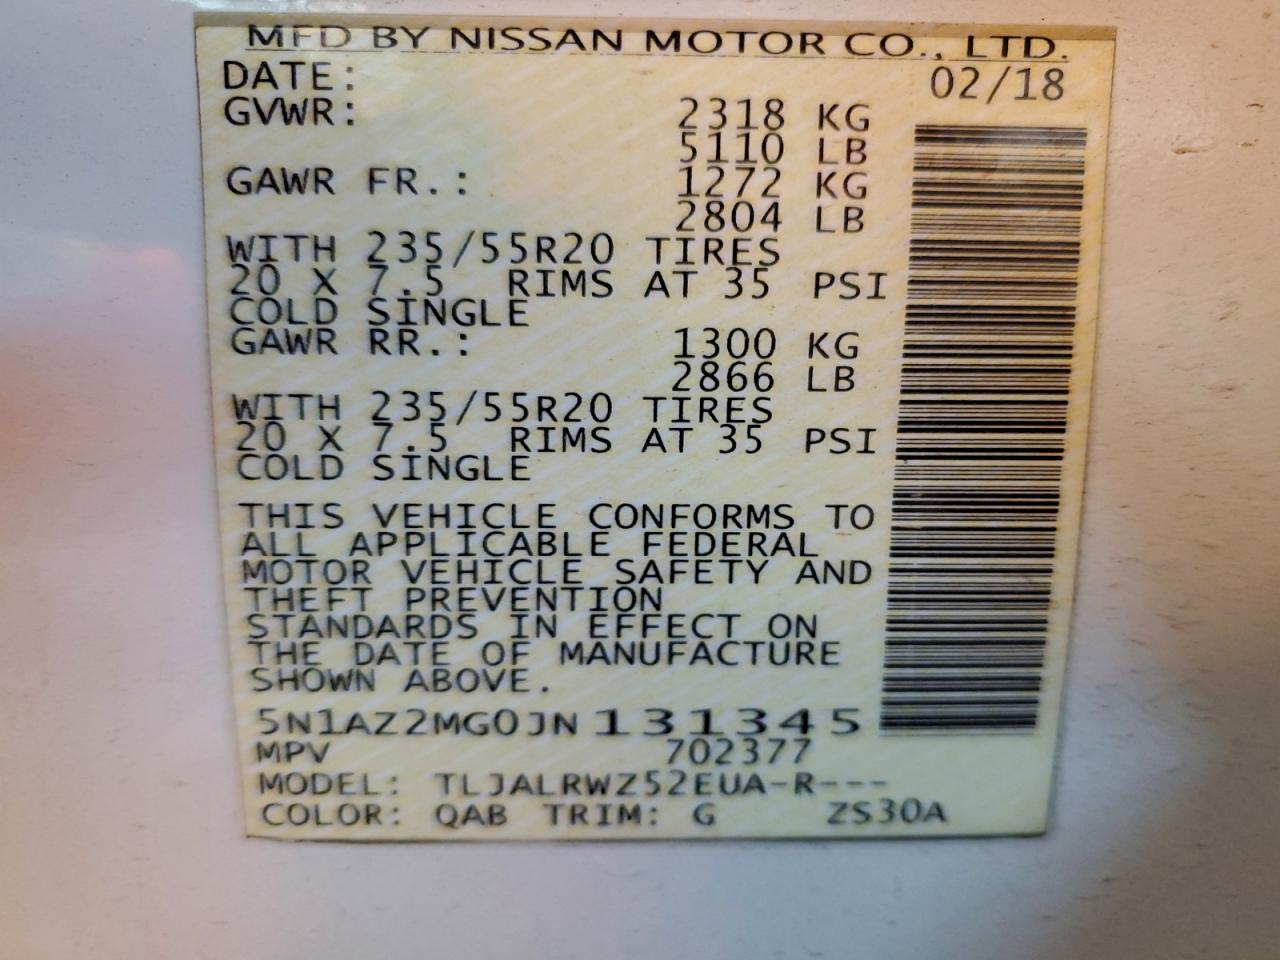 MFD BY NISSAN MOTOR CO., LTD.
DATE: 02/18
GVWR: 2318 KG
5110 LB
GAWR FR.: 1272 KG
2804 LB
WITH 235/55R20 TIRES
20 X 7.5 RIMS AT 35 PSI
COLD SINGLE
GAWR RR.: 1300 KG
2866 LB
WITH 235/55R20 TIRES
20 X 7.5 RIMS AT 35 PSI
COLD SINGLE
THIS VEHICLE CONFORMS TO
ALL APPLICABLE FEDERAL
MOTOR VEHICLE SAFETY AND
THEFT PREVENTION
STANDARDS IN EFFECT ON
THE DATE OF MANUFACTURE
SHOWN ABOVE.
5N1AZ2MG0JN131345
MPV 702377
MODEL: TLJALRWZ52EUA-R---
COLOR: QAB TRIM: G ZS30A